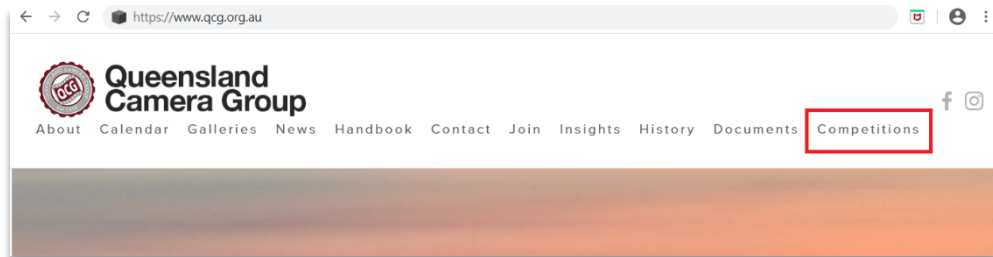 https://www.qcg.org.au
QCG
Queensland
Camera Group
About Calendar Galleries News Handbook Contact Join Insights History Documents Competitions